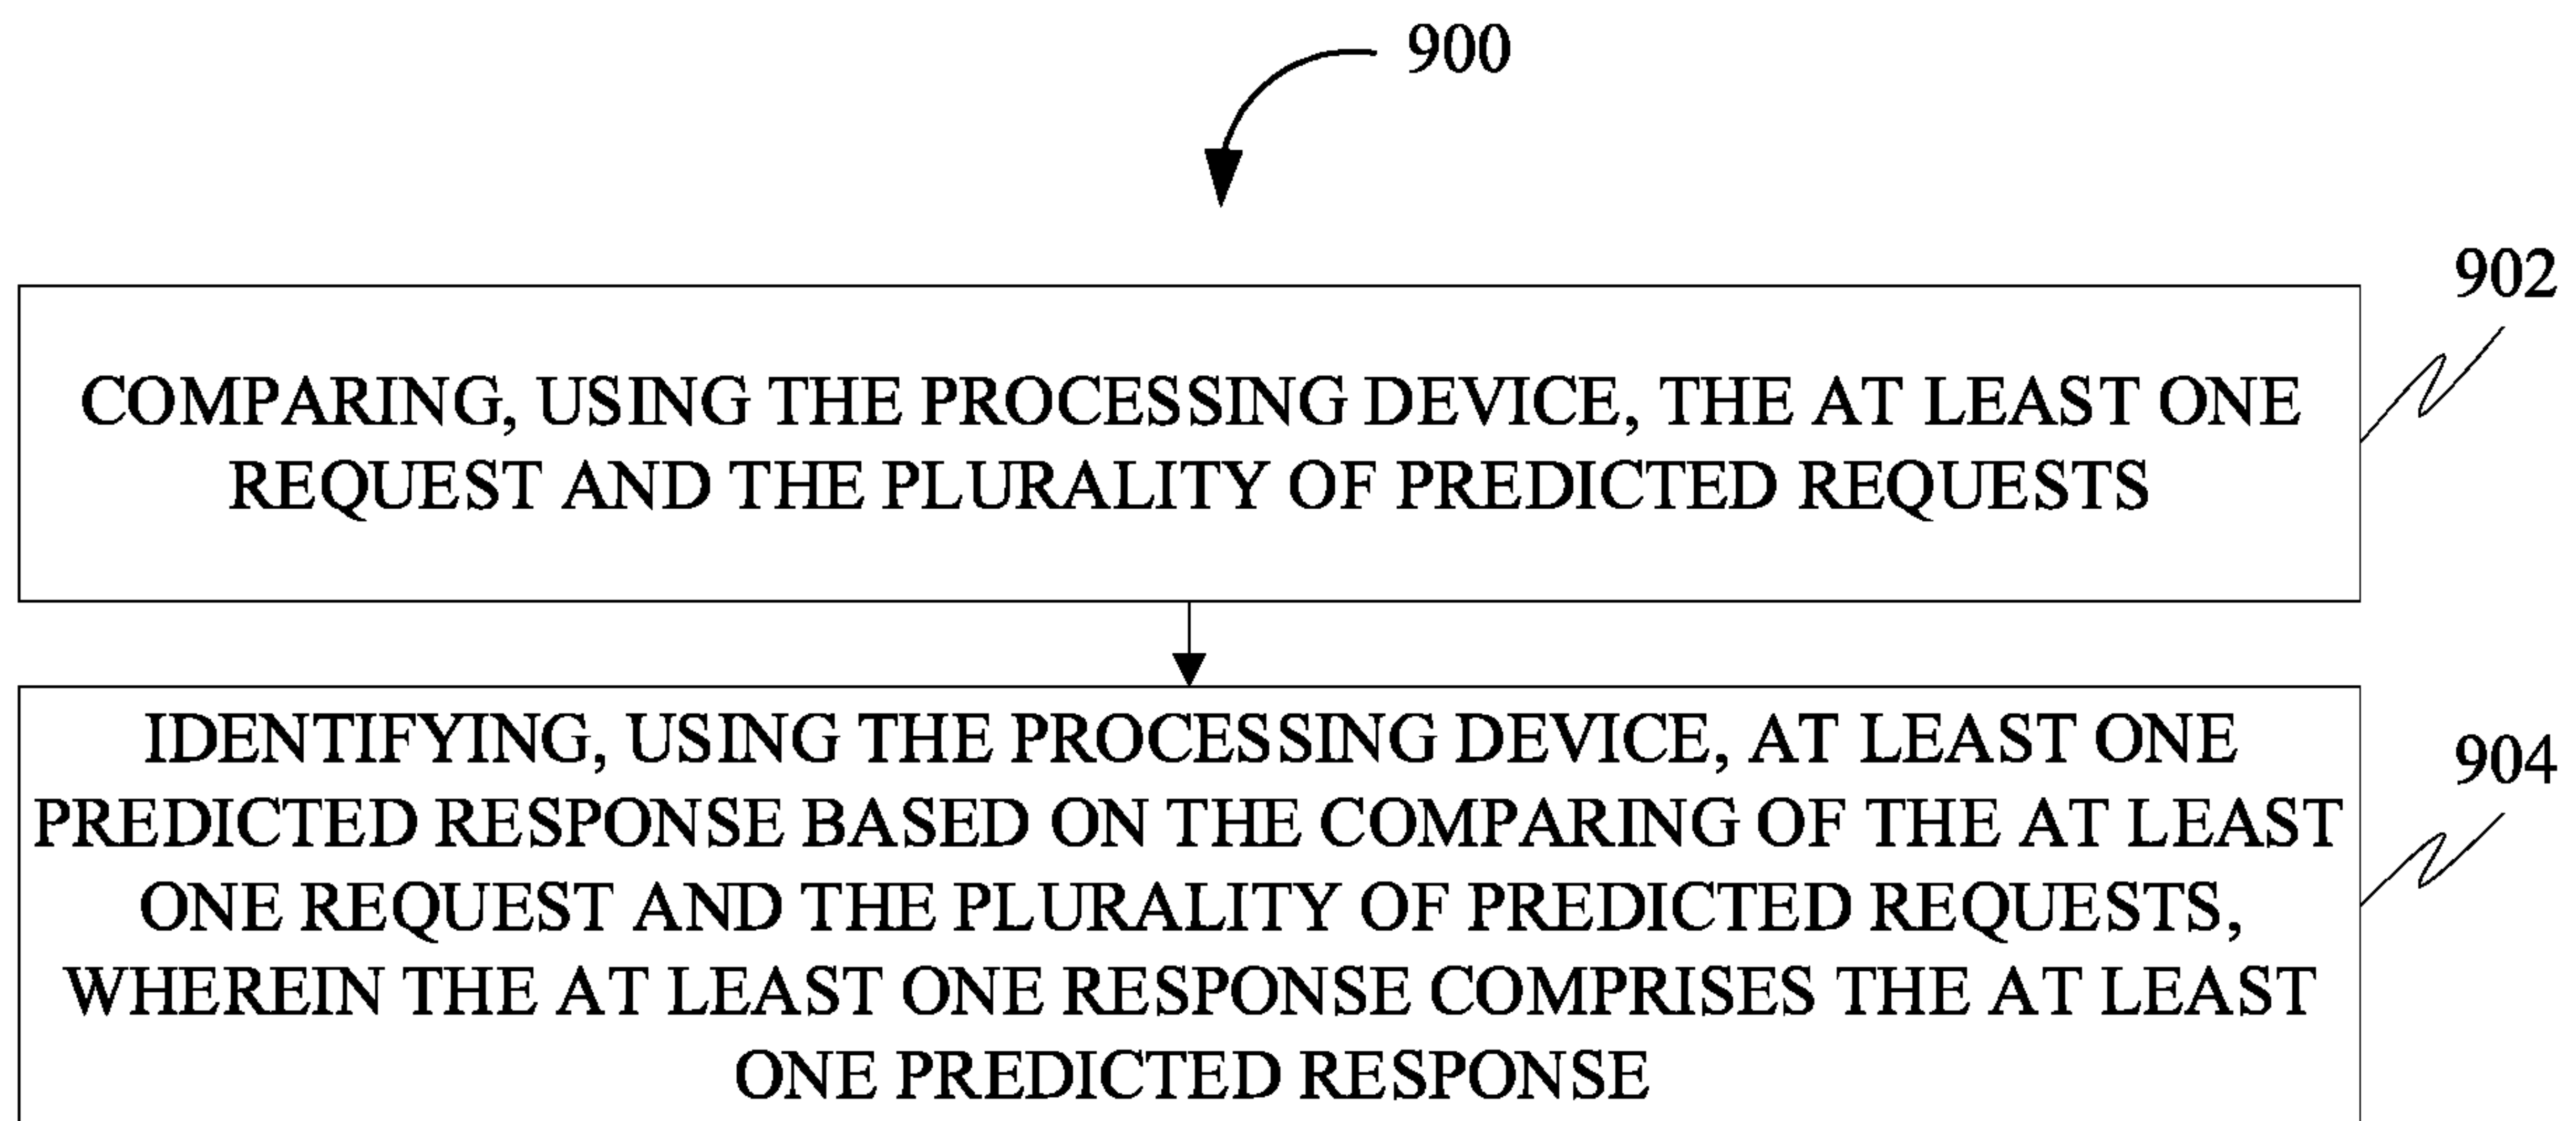 900
902
COMPARING, USING THE PROCESSING DEVICE, THE AT LEAST ONE
REQUEST AND THE PLURALITY OF PREDICTED REQUESTS
IDENTIFYING, USING THE PROCESSING DEVICE, AT LEAST ONE
904
PREDICTED RESPONSE BASED ON THE COMPARING OF THE AT LEAST
ONE REQUEST AND THE PLURALITY OF PREDICTED REQUESTS,
WHEREIN THE AT LEAST ONE RESPONSE COMPRISES THE AT LEAST
ONE PREDICTED RESPONSE